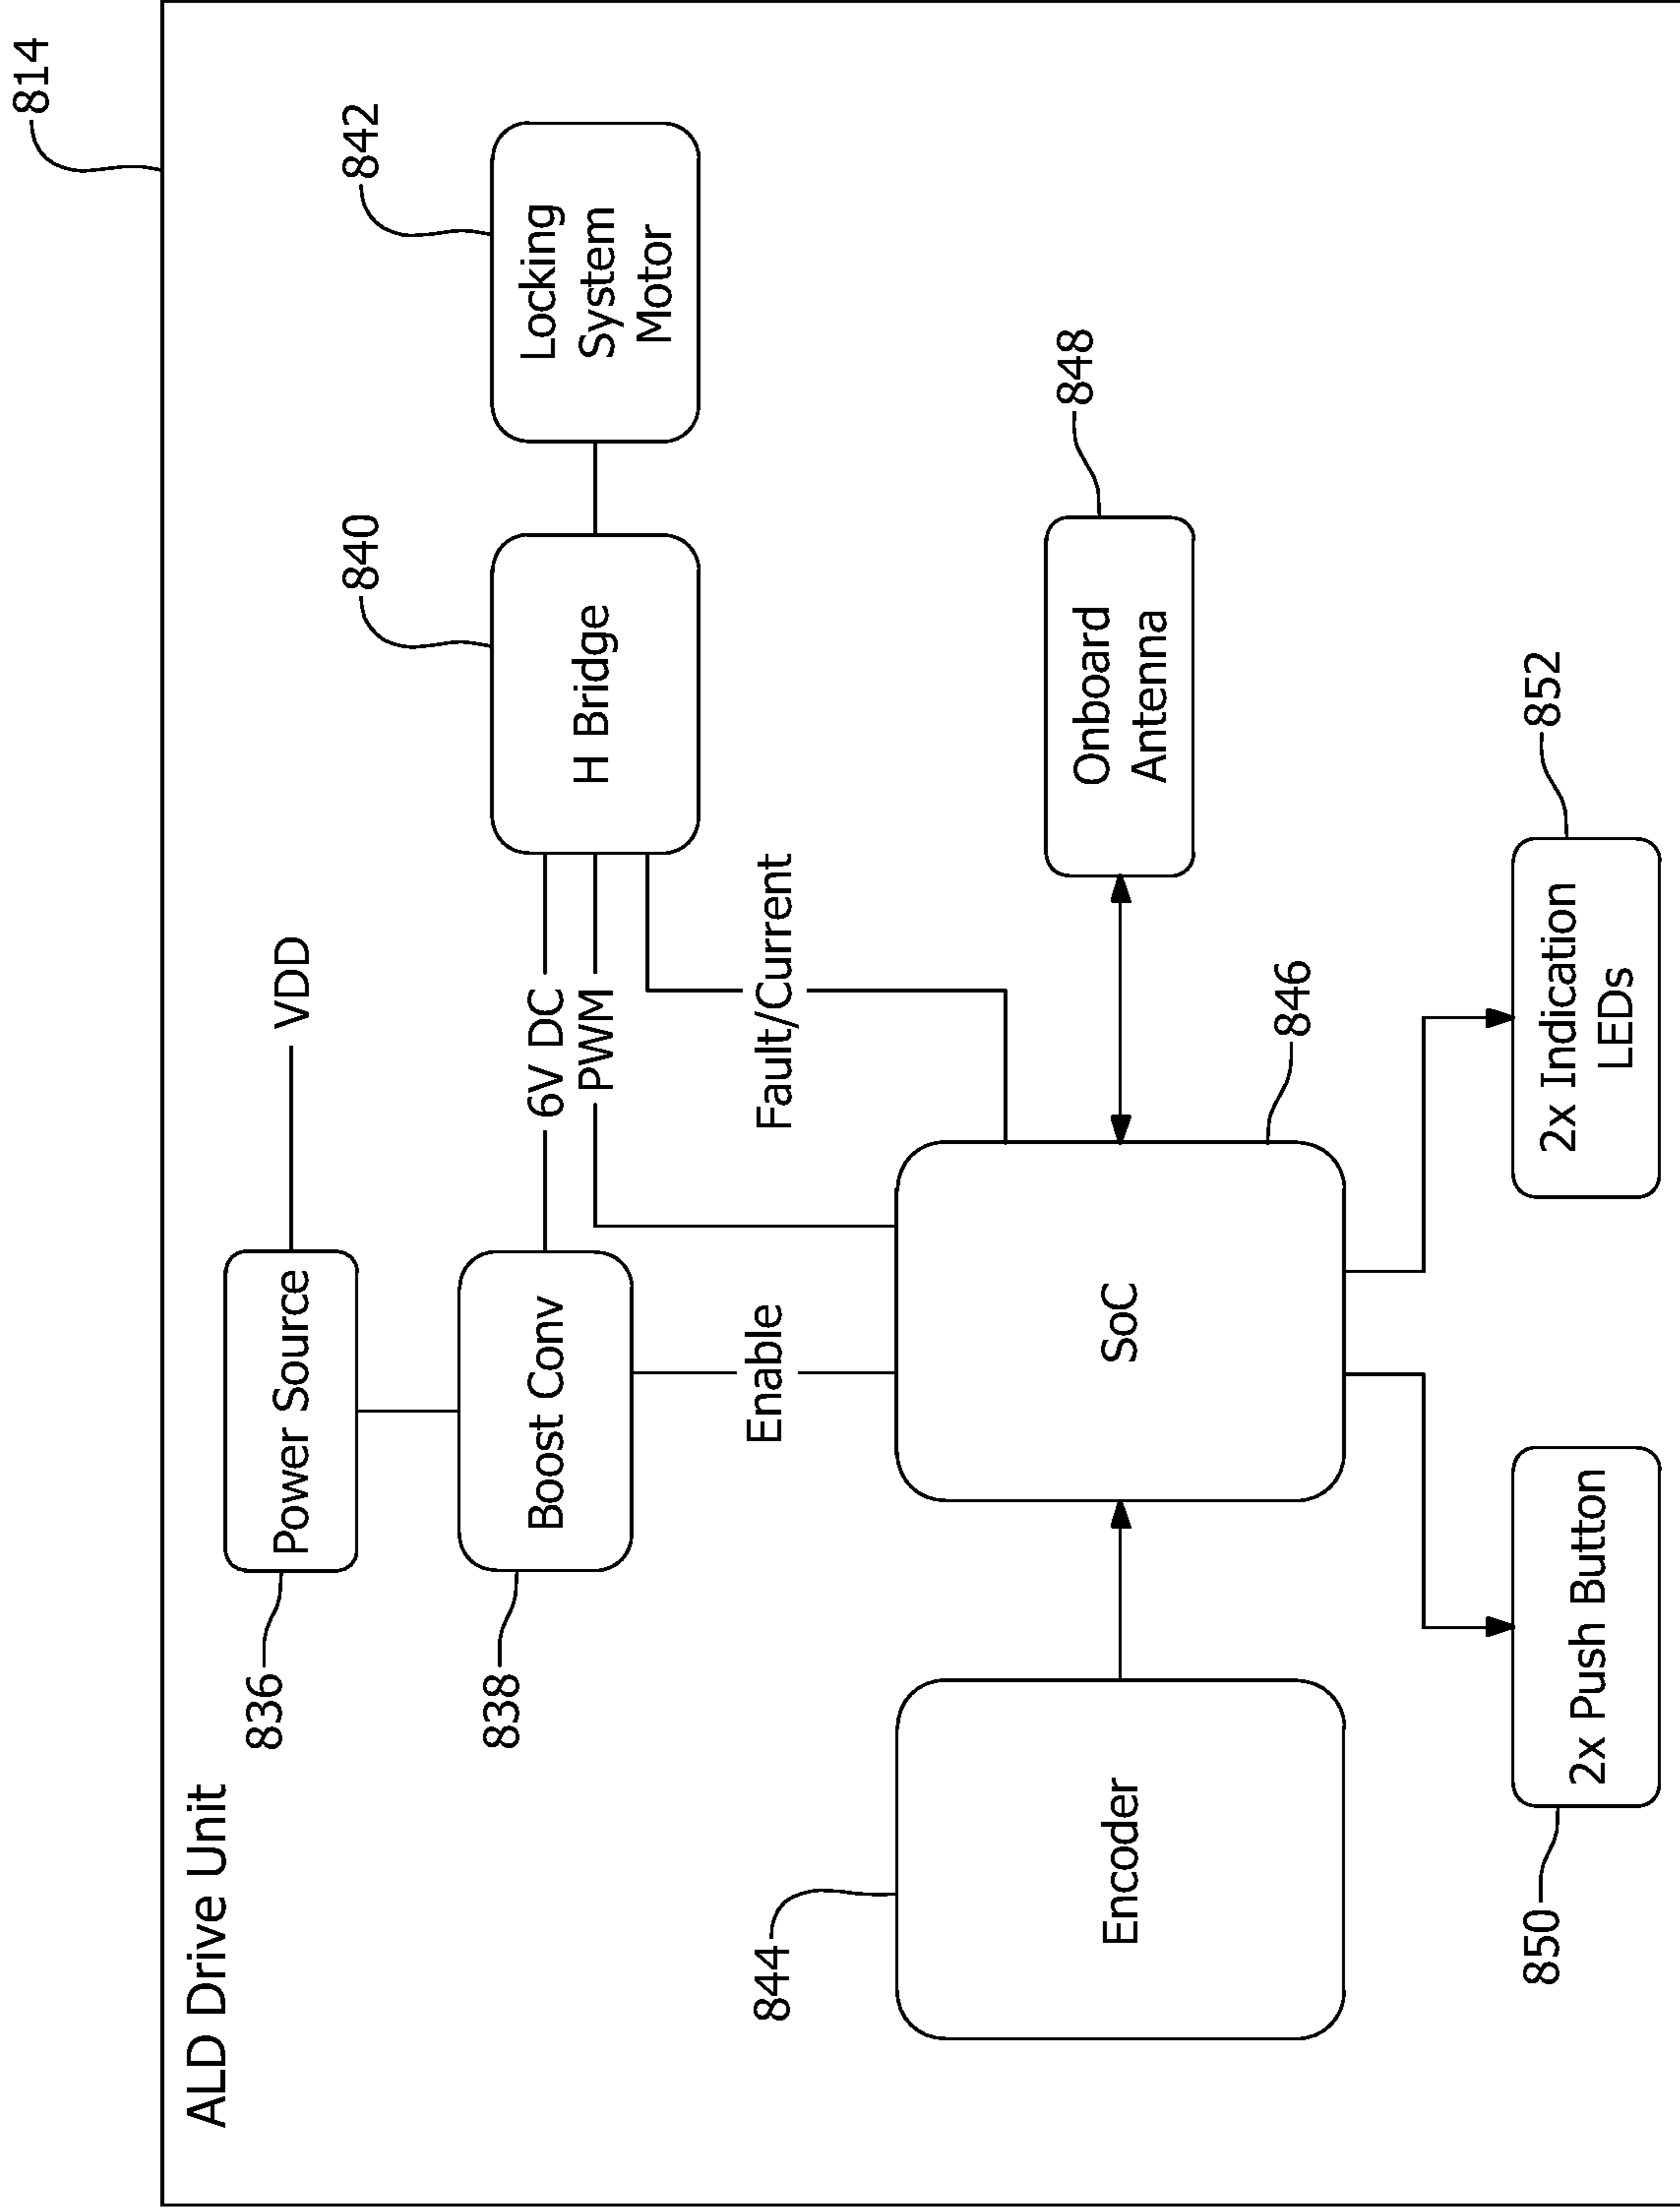 814
ALD Drive Unit
836
Power Source
VDD
838
Boost Conv
6V DC
PWM
840
H Bridge
842
Locking
System
Motor
Enable
Fault/Current
844
Encoder
SoC
846
848
Onboard
Antenna
850
2x Push Button
852
2x Indication
LEDs